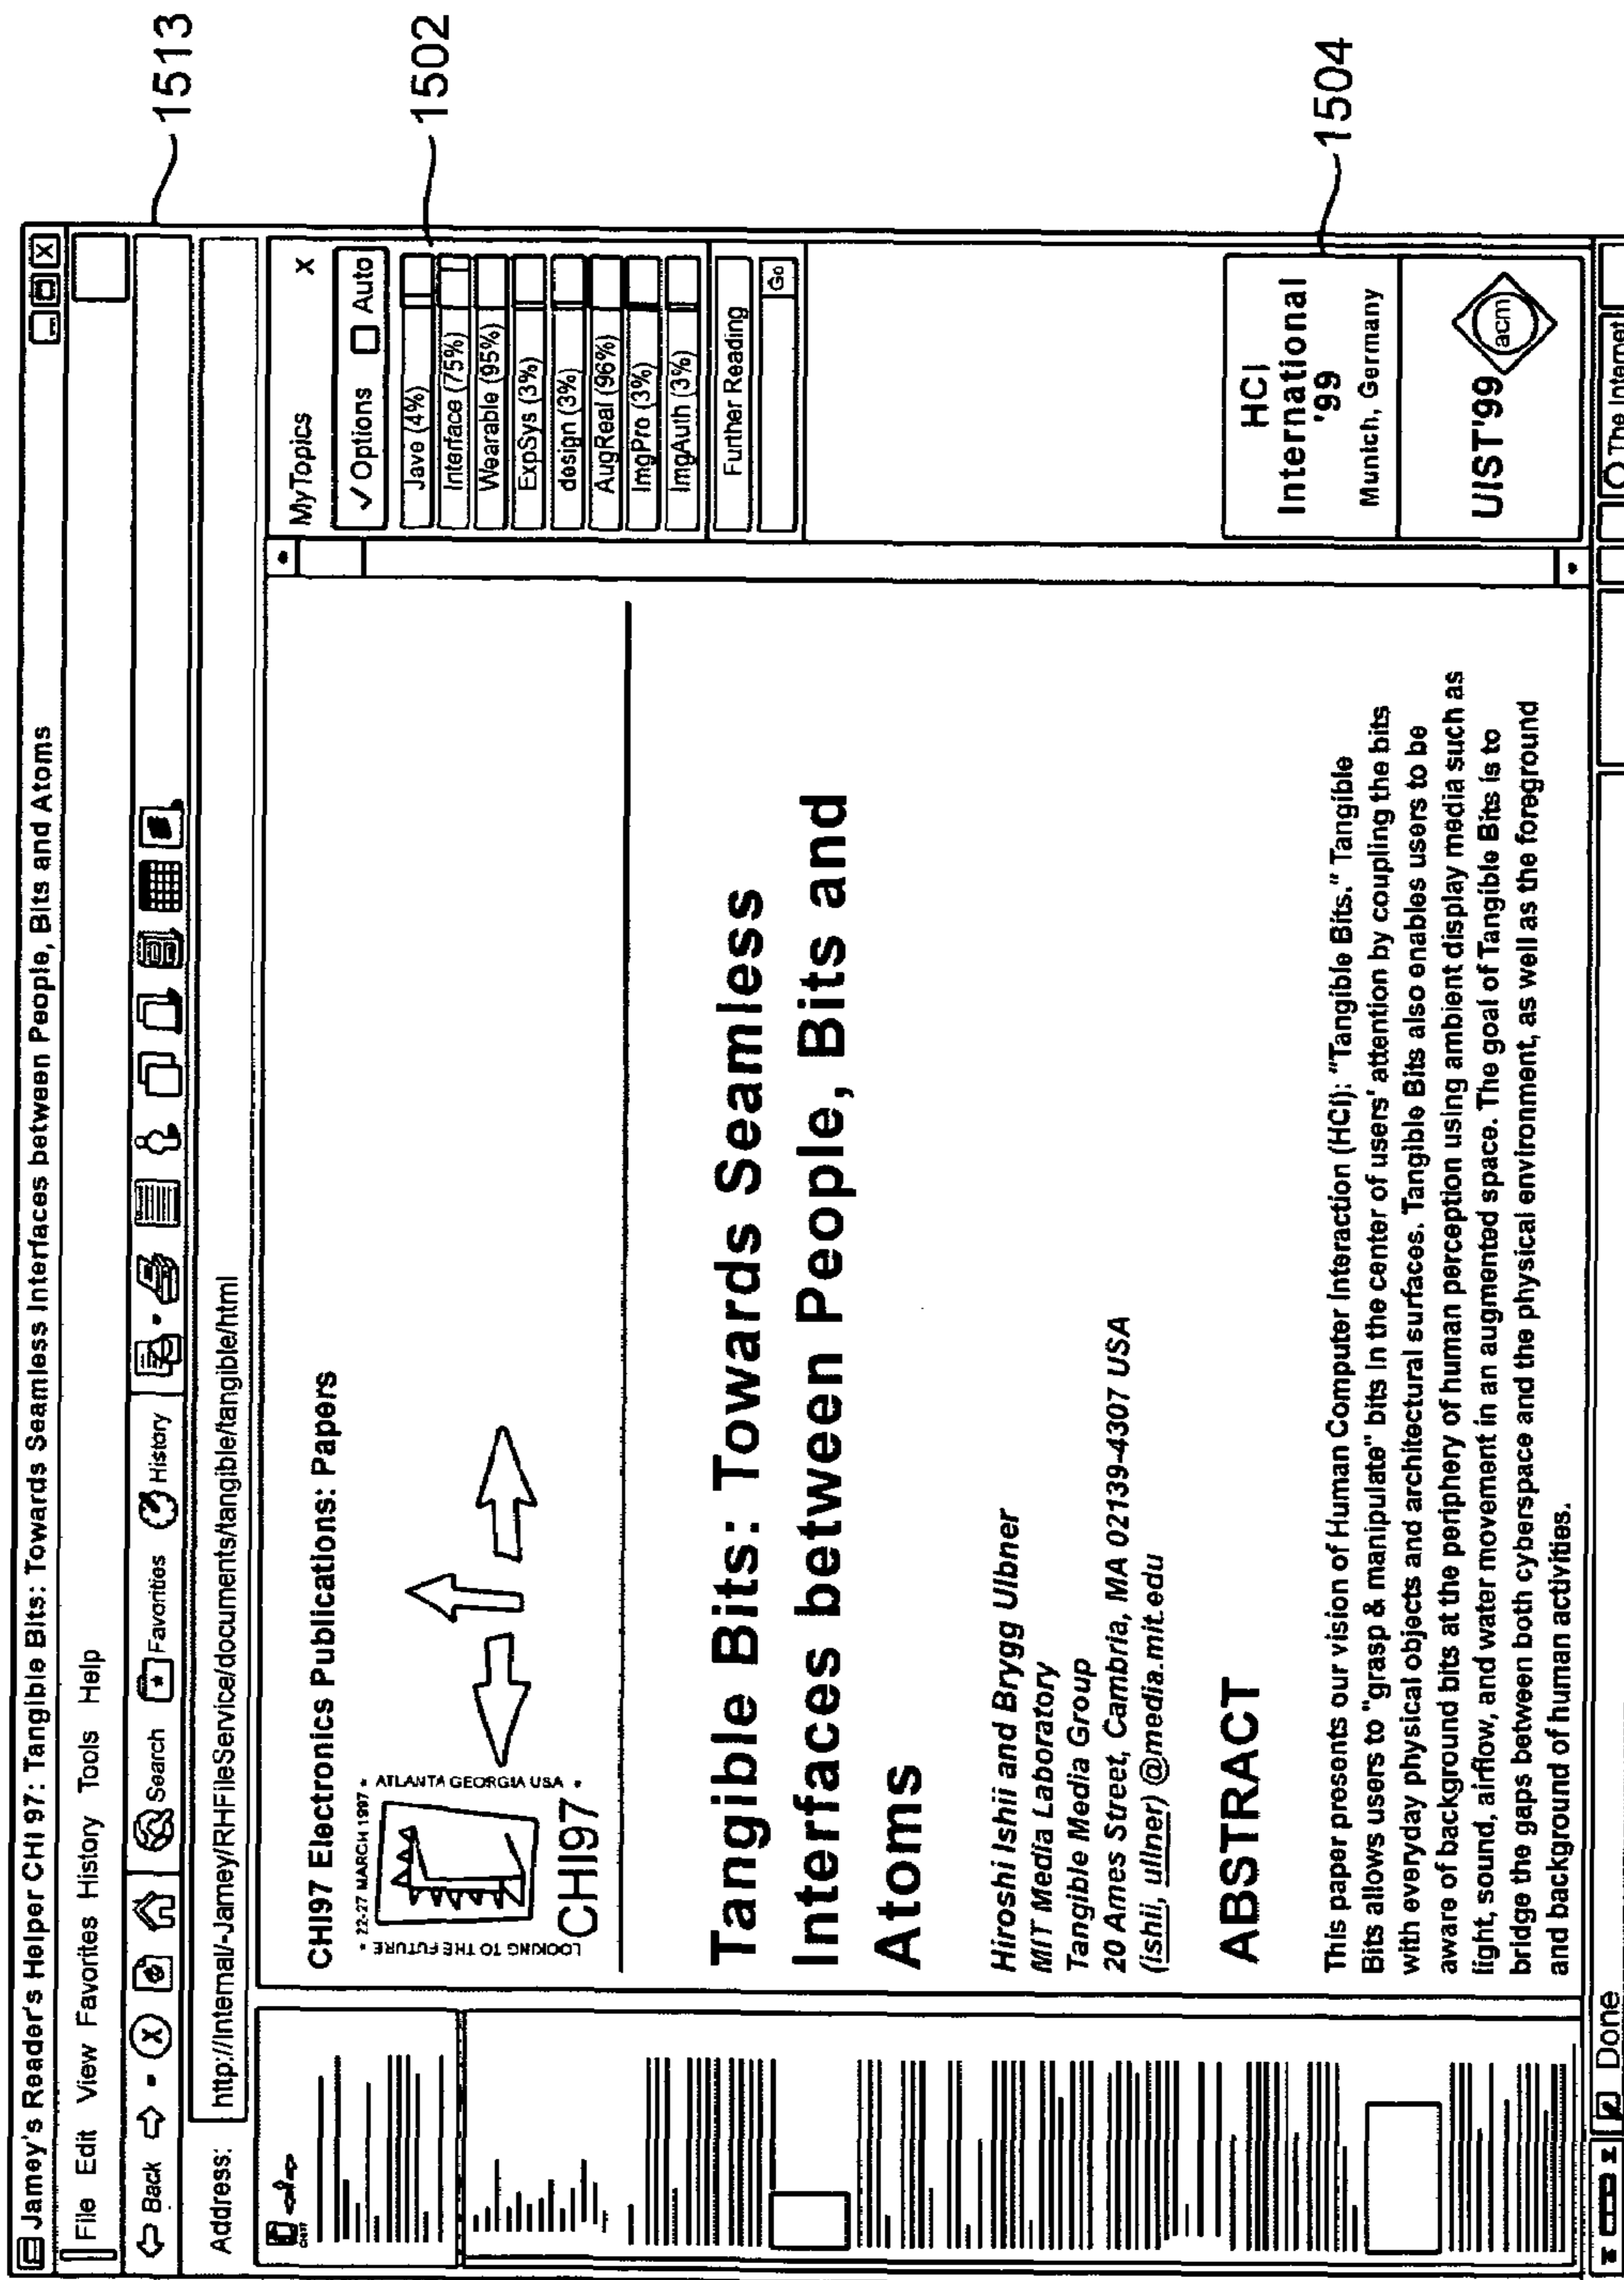 Jamey's Reader's Helper CHI 97: Tangible Bits: Towards Seamless Interfaces between People, Bits and Atoms
File Edit View Favorites History Tools Help
1513
Back Search Favorities History
Address: http://Internal/-Jamey/RHFileService/documents/tangible/tangible/html
CHI97 Electronics Publications: Papers
22-27 MARCH 1997
ATLANTA GEORGIA USA
LOOKING TO THE FUTURE
CHI97
Tangible Bits: Towards Seamless
Interfaces between People, Bits and
Atoms
Hiroshi Ishii and Brygg Ulbner
MIT Media Laboratory
Tangible Media Group
20 Ames Street, Cambria, MA 02139-4307 USA
(ishii, ullner) @media.mit.edu
ABSTRACT
This paper presents our vision of Human Computer Interaction (HCI): "Tangible Bits." Tangible
Bits allows users to "grasp & manipulate" bits In the center of users' attention by coupling the bits
with everyday physical objects and architectural surfaces. Tangible Bits also enables users to be
aware of background bits at the periphery of human perception using ambient display media such as
light, sound, airflow, and water movement in an augmented space. The goal of Tangible Bits is to
bridge the gaps between both cyberspace and the physical environment, as well as the foreground
and background of human activities.
MyTopics X
Options Auto
1502
Jave (4%)
Interface (75%)
Wearable (95%)
ExpSys (3%)
design (3%)
AugReal (96%)
ImgPro (3%)
ImgAuth (3%)
Further Reading
Go
HCI
International
'99
Munich, Germany
1504
UIST'99
acm
Done
The Internet
CHI97